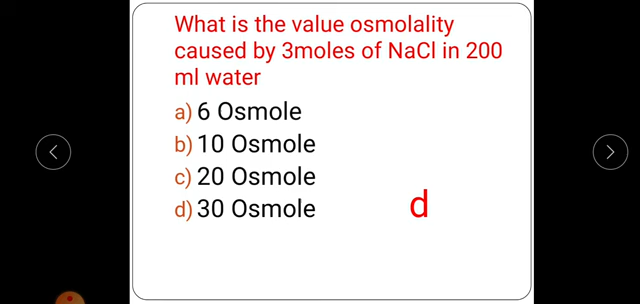 What is the value osmolality
caused by 3moles of NaCl in 200
ml water
a) 6 Osmole
b) 10 Osmole
c) 20 Osmole
d) 30 Osmole
d